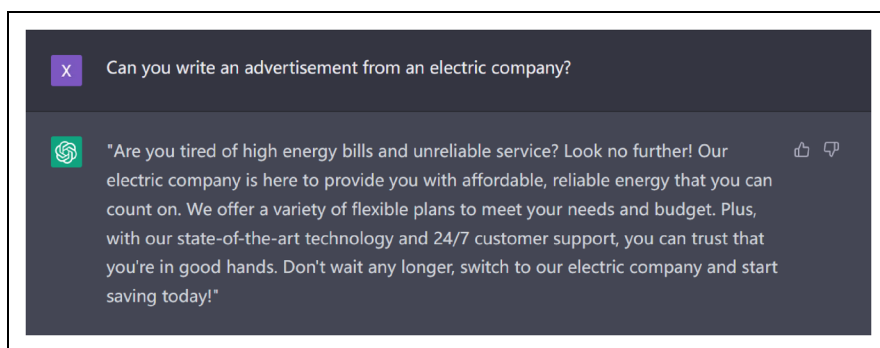 X
Can you write an advertisement from an electric company?
"Are you tired of high energy bills and unreliable service? Look no further! Our
electric company is here to provide you with affordable, reliable energy that you can
count on. We offer a variety of flexible plans to meet your needs and budget. Plus,
with our state-of-the-art technology and 24/7 customer support, you can trust that
you're in good hands. Don't wait any longer, switch to our electric company and start
saving today!"